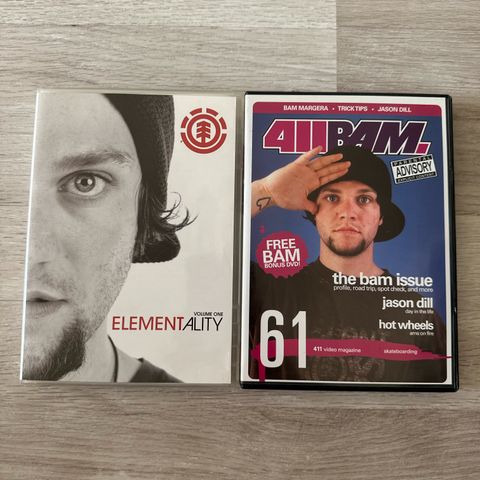 VOLUME ONE
ELEMENTALITY
BAM MARGERA • TRICK TIPS • JASON DILL
411BAM.
PARENTAL
ADVISORY
EXPLICIT CONTENT
FREE
BAM
BONUS DVD!
the bam issue
profile, road trip, spot check, and more
jason dill
day in the life
hot wheels
arms on fire
61
411 video magazine
skateboarding